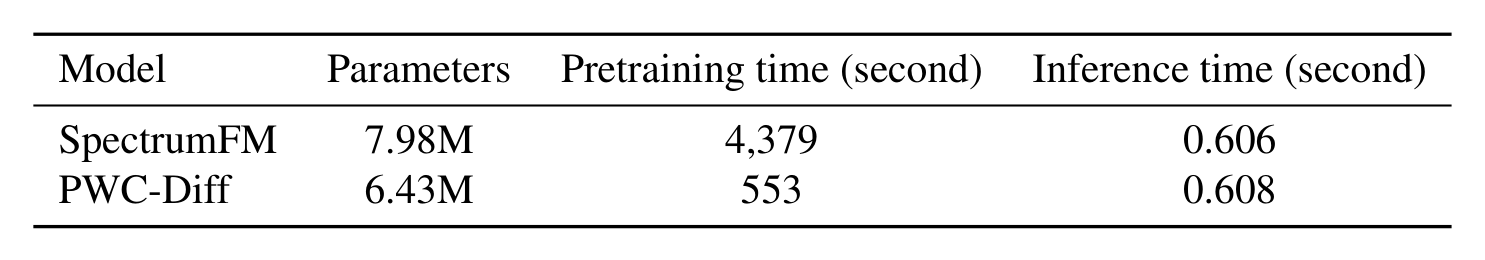 Model Parameters Pretraining time (second) Inference time (second)
SpectrumFM 7.98M 4,379 0.606
PWC-Diff 6.43M 553 0.608